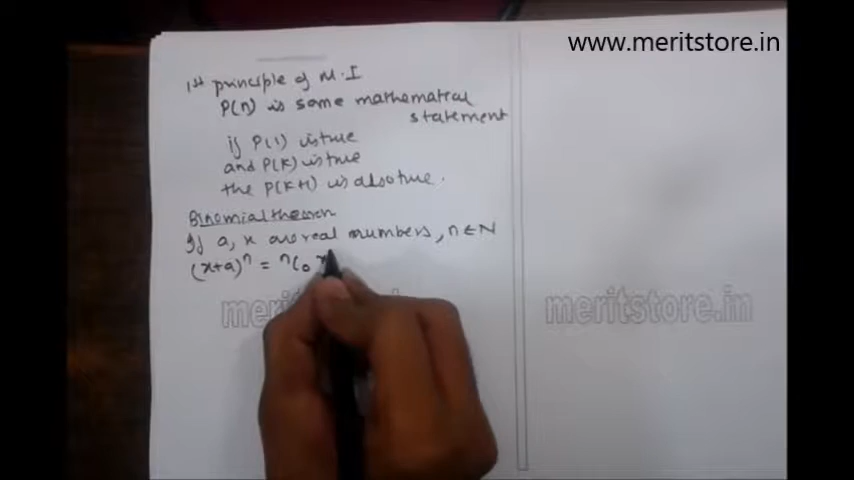 www.meritstore.in
1st principle of M.I
P(n) is some mathematical
statement
if P(1) is true
and P(K) is true
the P(K+1) is also true.
Binomial theorem
If a, x are real numbers, n ∈ N
(x+a)ⁿ = ⁿC₀ x
meritstore.in